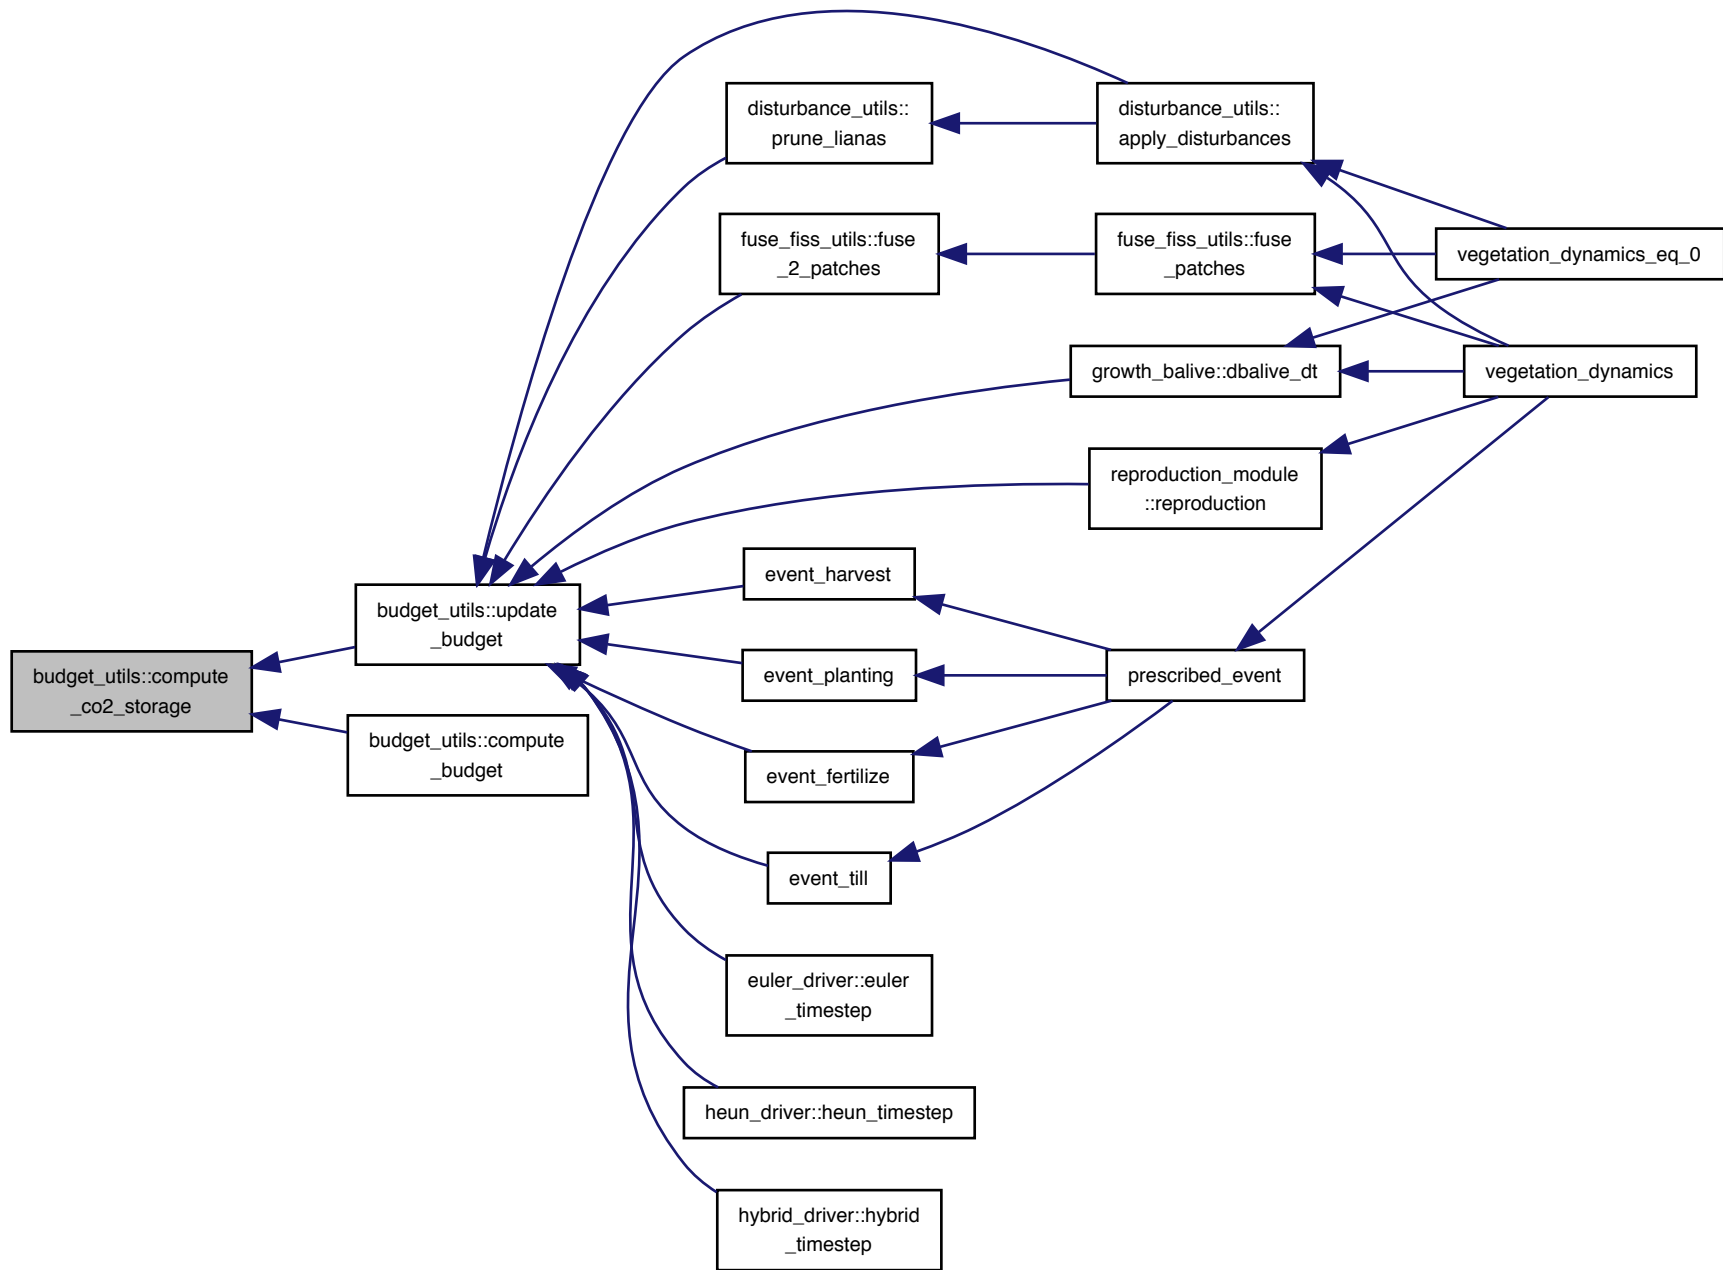 disturbance_utils::
prune_lianas
disturbance_utils::
apply_disturbances
fuse_fiss_utils::fuse
_2_patches
fuse_fiss_utils::fuse
_patches
vegetation_dynamics_eq_0
growth_balive::dbalive_dt
vegetation_dynamics
reproduction_module
::reproduction
event_harvest
budget_utils::update
_budget
event_planting
prescribed_event
budget_utils::compute
_co2_storage
budget_utils::compute
_budget
event_fertilize
event_till
euler_driver::euler
_timestep
heun_driver::heun_timestep
hybrid_driver::hybrid
_timestep